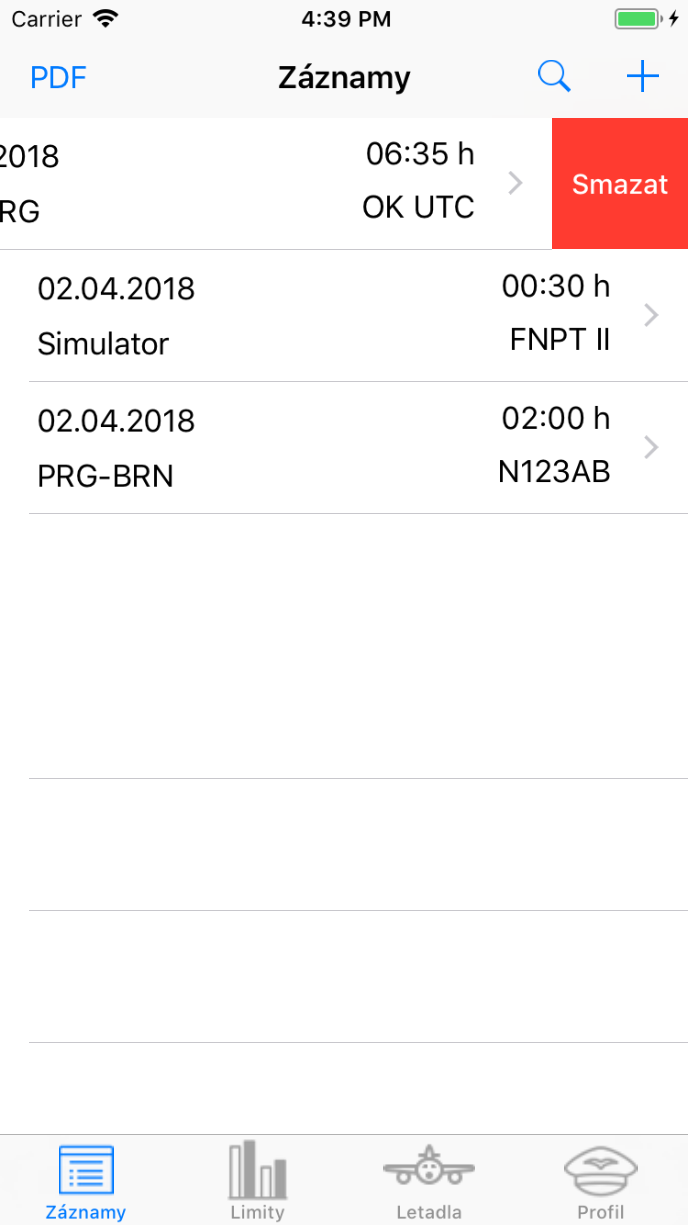 Carrier 4:39 PM
PDF Záznamy
2018 06:35 h
RG OK UTC
Smazat
02.04.2018 00:30 h
Simulator FNPT II
02.04.2018 02:00 h
PRG-BRN N123AB
Záznamy Limity Letadla Profil